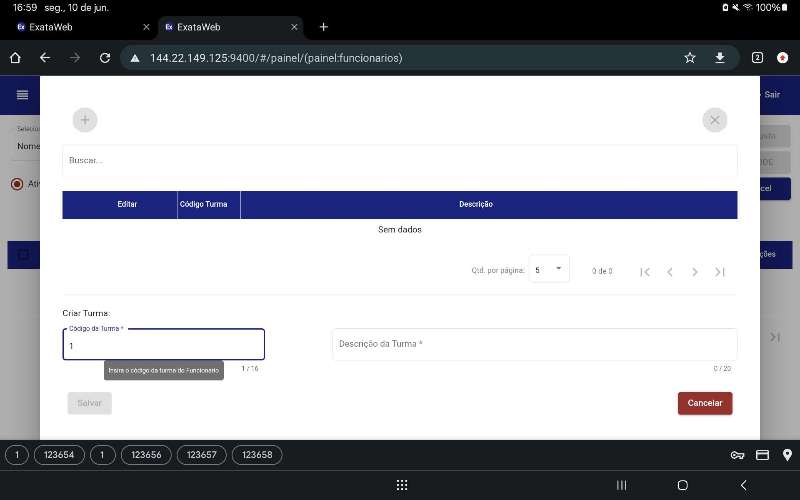 16:59 seg., 10 de jun. 100%
ExataWeb ExataWeb
144.22.149.125:9400/#/painel/(painel:funcionarios) 2
Sair
Nome
Buscar...
Editar Código Turma Descrição
Sem dados
Qtd. por página: 5 0 de 0
Criar Turma:
Código da Turma *
1
Descrição da Turma *
Insira o código da turma do Funcionario
1 / 16 0 / 20
Salvar Cancelar
1 123654 1 123656 123657 123658